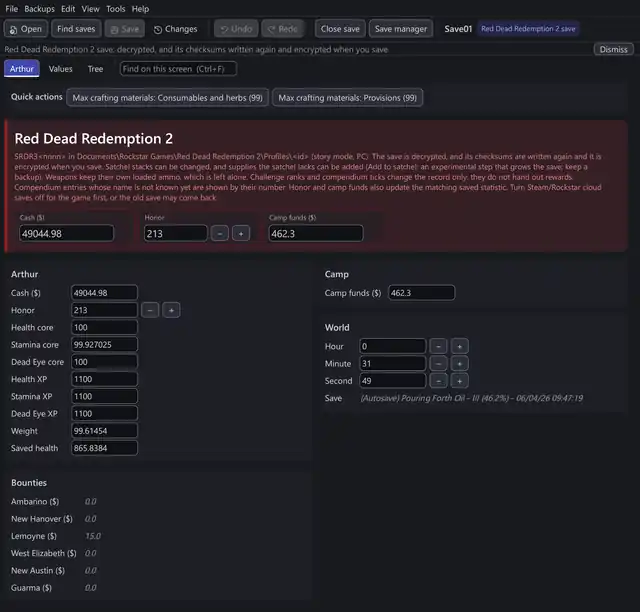 File Backups Edit View Tools Help
Open Find saves Save Changes Undo Redo Close save Save manager Save01 Red Dead Redemption 2 save
Red Dead Redemption 2 save, decrypted, and its checksums are written again and encrypted when you save
Dismiss
Arthur Values Tree Find on this screen (Ctrl+F)
Quick actions Max crafting materials: Consumables and herbs (99) Max crafting materials: Provisions (99)
Red Dead Redemption 2
SRDR3<nnnn> in Documents\Rockstar Games\Red Dead Redemption 2\Profiles\<id> (story mode, PC). The save is decrypted, and its checksums are written again and it is
encrypted when you save. Satchel stacks can be changed, and supplies the satchel lacks can be added (Add to satchel: an experimental step that grows the save; keep a
backup). Weapons keep their own loaded ammo, which is left alone. Challenge ranks and compendium ticks change the record only: they do not hand out rewards.
Compendium entries whose name is not known yet are shown by their number. Honor and camp funds also update the matching saved statistic. Turn Steam/Rockstar cloud
saves off for the game first, or the old save may come back
Cash ($) Honor Camp funds ($)
49044.98 213 − + 462.3
Arthur
Cash ($) 49044.98
Honor 213 − +
Health core 100
Stamina core 99.927025
Dead Eye core 100
Health XP 1100
Stamina XP 1100
Dead Eye XP 1100
Weight 99.61454
Saved health 865.8384
Camp
Camp funds ($) 462.3
World
Hour 0 − +
Minute 31 − +
Second 49 − +
Save (Autosave) Pouring Forth Oil - III (46.2%) - 06/04/26 09:47:19
Bounties
Ambarino ($) 0.0
New Hanover ($) 0.0
Lemoyne ($) 15.0
West Elizabeth ($) 0.0
New Austin ($) 0.0
Guarma ($) 0.0